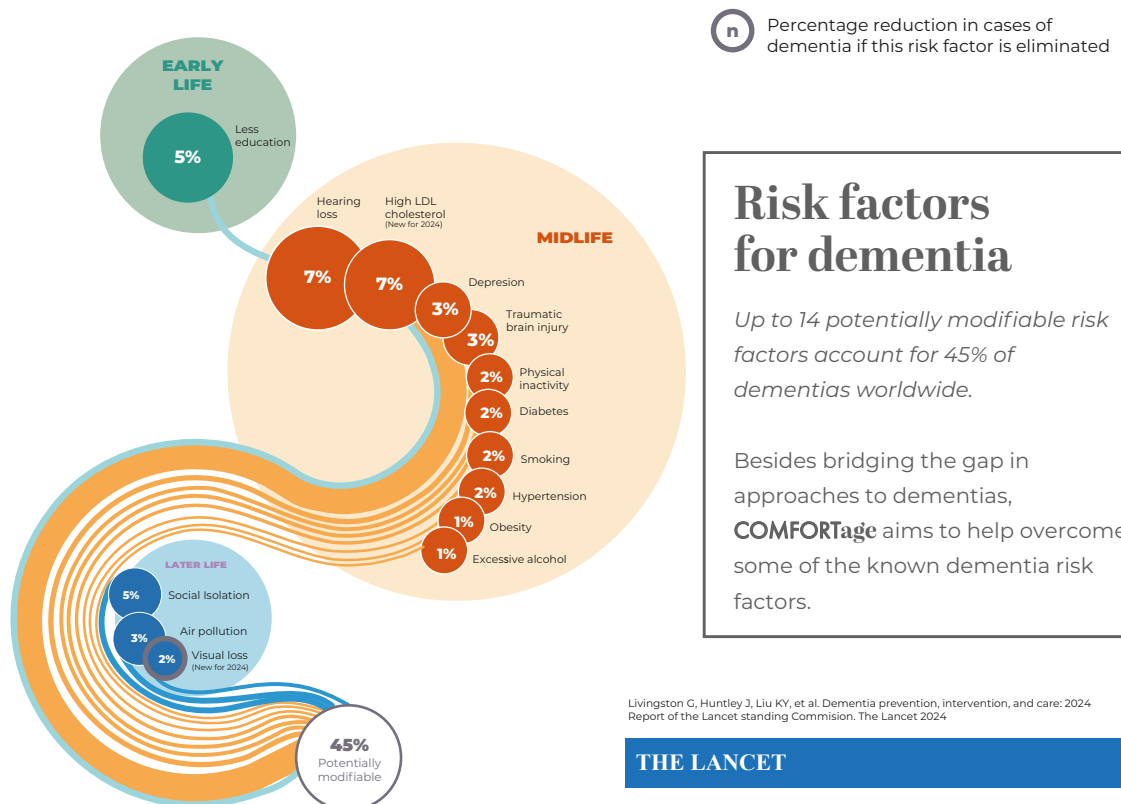 n
Percentage reduction in cases of
dementia if this risk factor is eliminated
EARLY
LIFE
Less
education
5%
Hearing
loss
7%
High LDL
cholesterol
(New for 2024)
7%
MIDLIFE
Depresion
3%
Traumatic
brain injury
3%
Physical
inactivity
2%
Diabetes
2%
Smoking
2%
Hypertension
2%
Obesity
1%
Excessive alcohol
1%
LATER LIFE
5%
Social Isolation
3%
Air pollution
2%
Visual loss
(New for 2024)
45%
Potentially
modifiable
Risk factors
for dementia
Up to 14 potentially modifiable risk
factors account for 45% of
dementias worldwide.
Besides bridging the gap in
approaches to dementias,
COMFORTage aims to help overcome
some of the known dementia risk
factors.
Livingston G, Huntley J, Liu KY, et al. Dementia prevention, intervention, and care: 2024
Report of the Lancet standing Commision. The Lancet 2024
THE LANCET